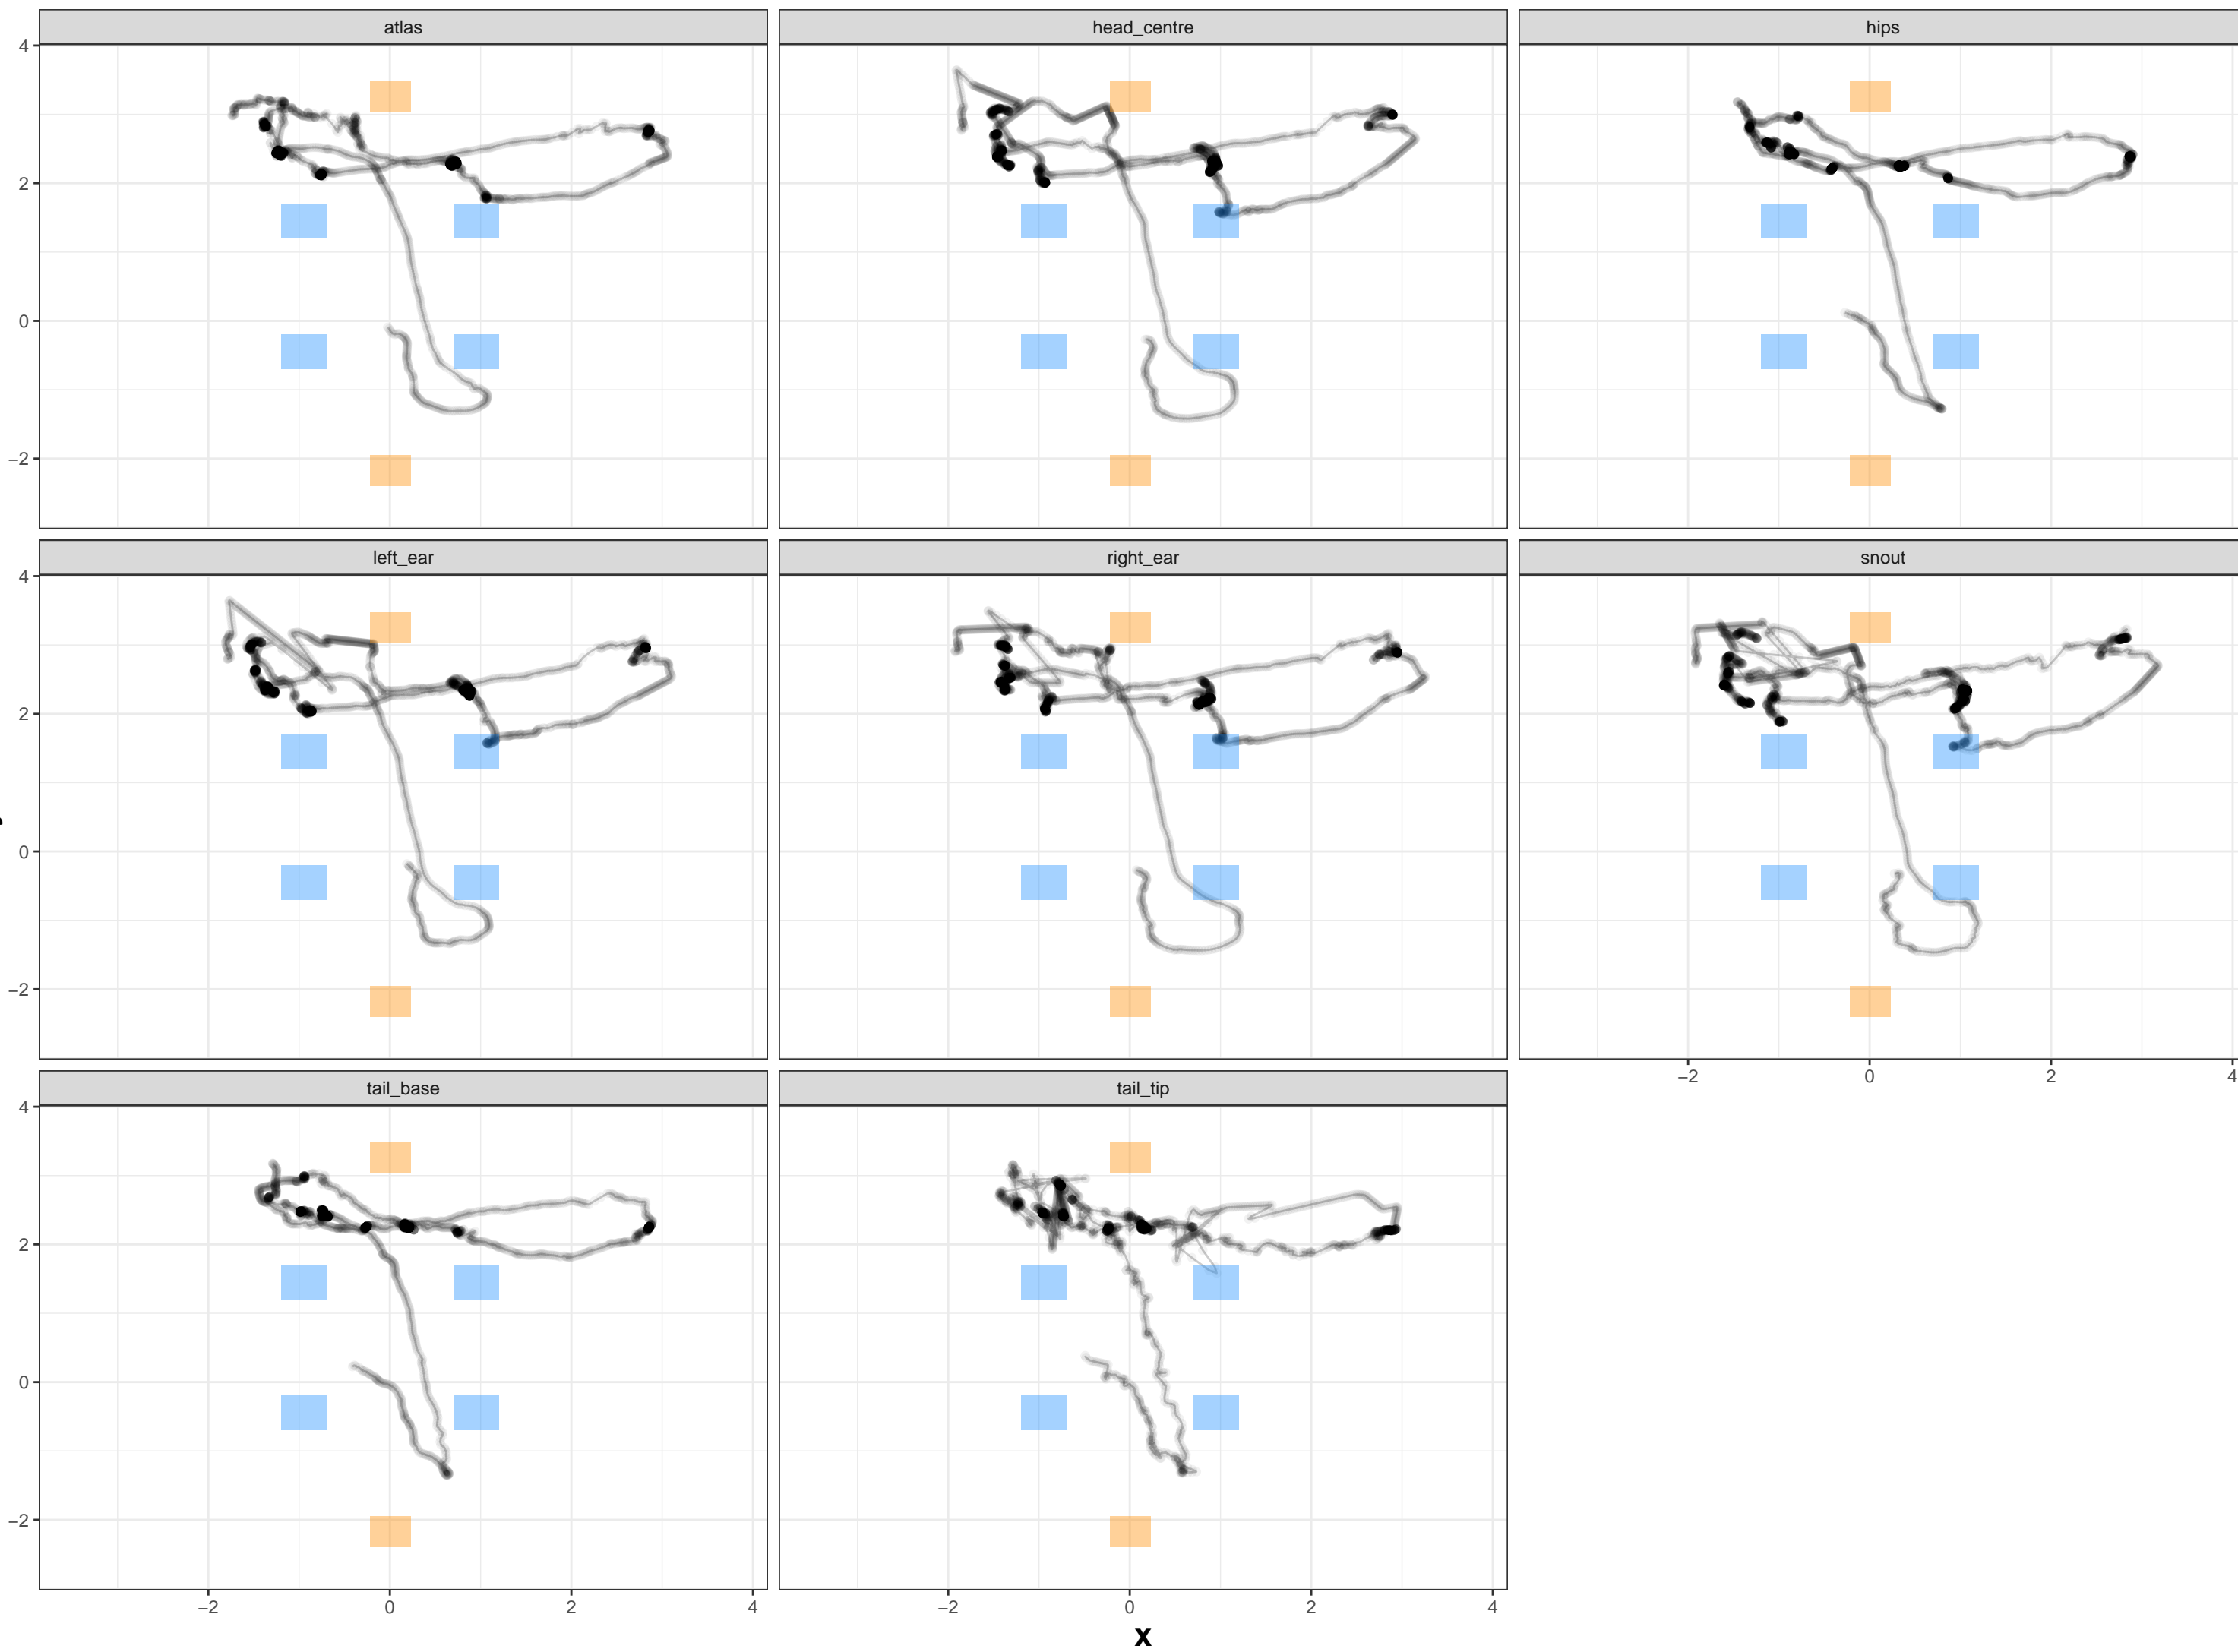 atlas head_centre hips
4
2
0
−2
left_ear right_ear snout
4
2
0
−2
−2 0 2 4
tail_base tail_tip
4
2
0
−2
−2 0 2 4 −2 0 2 4
x